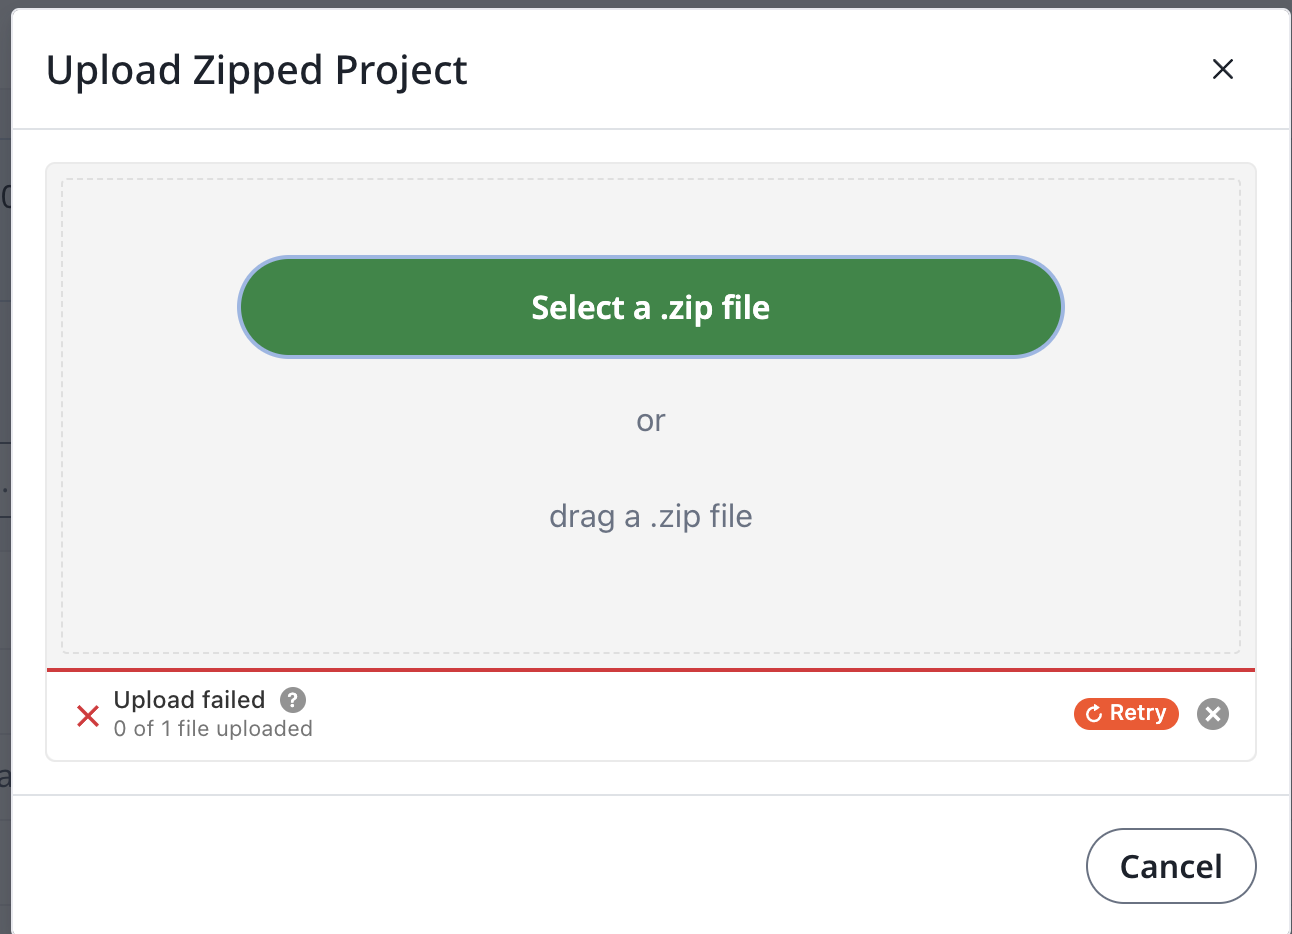 Upload Zipped Project
Select a .zip file
or
drag a .zip file
Upload failed ?
0 of 1 file uploaded
Retry
Cancel